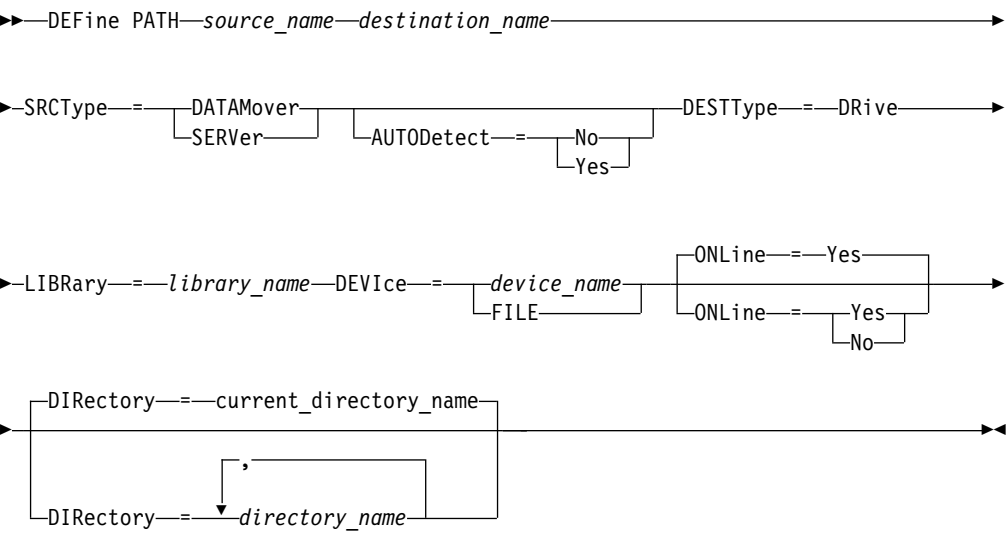 DEFine PATH source_name destination_name
SRCType = DATAMover DESTType = DRive
SERVer AUTODetect = No
Yes
ONLine = Yes
LIBRary = library_name DEVIce = device_name
FILE ONLine = Yes
No
DIRectory = current_directory_name
,
DIRectory = directory_name